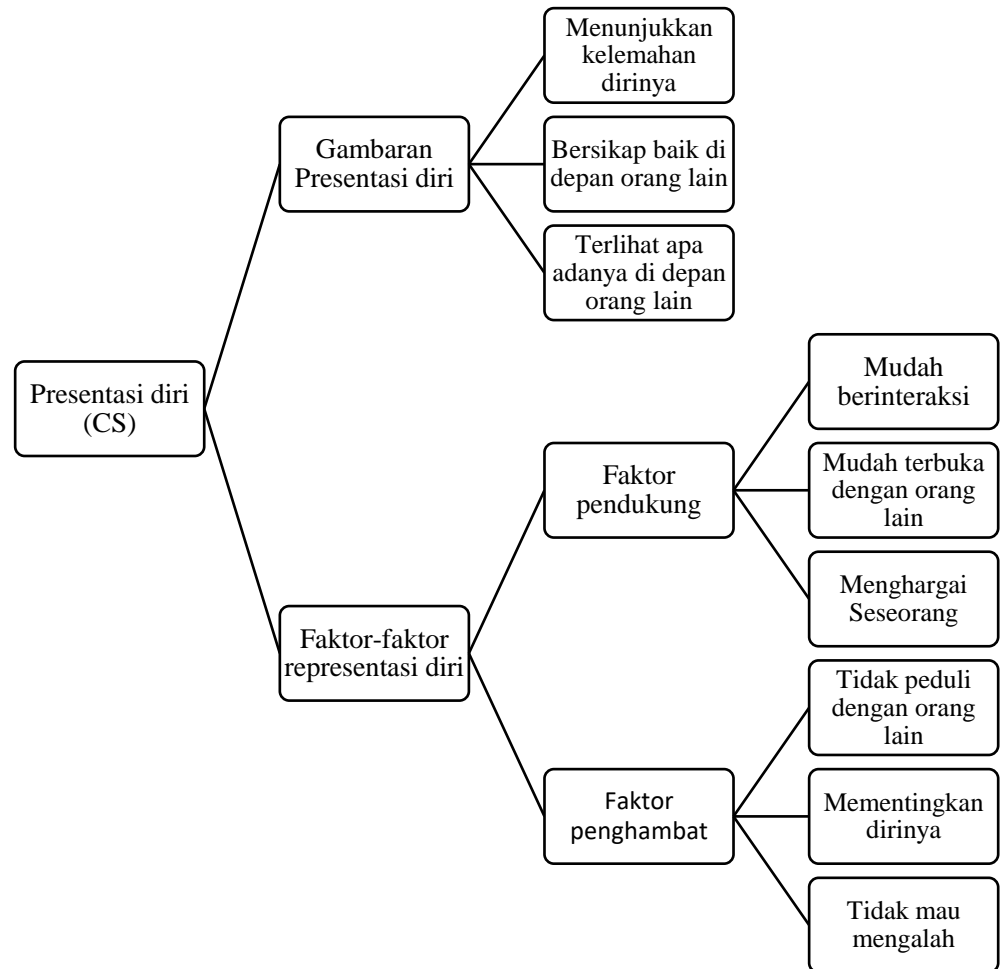 Presentasi diri
(CS)
Gambaran
Presentasi diri
Menunjukkan
kelemahan
dirinya
Bersikap baik di
depan orang lain
Terlihat apa
adanya di depan
orang lain
Faktor-faktor
representasi diri
Faktor
pendukung
Mudah
berinteraksi
Mudah terbuka
dengan orang
lain
Menghargai
Seseorang
Faktor
penghambat
Tidak peduli
dengan orang
lain
Mementingkan
dirinya
Tidak mau
mengalah